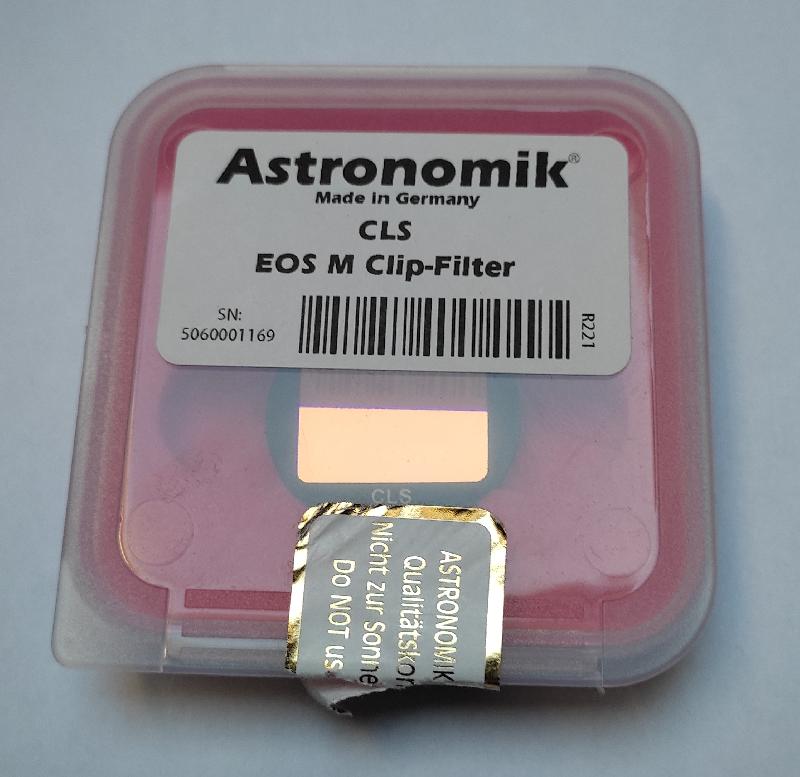 Astronomik®
Made in Germany
CLS
EOS M Clip-Filter
SN:
5060001169
R221
CLS
ASTRONOMIK
Qualitätskon
Nicht zur Sonne
Do NOT us